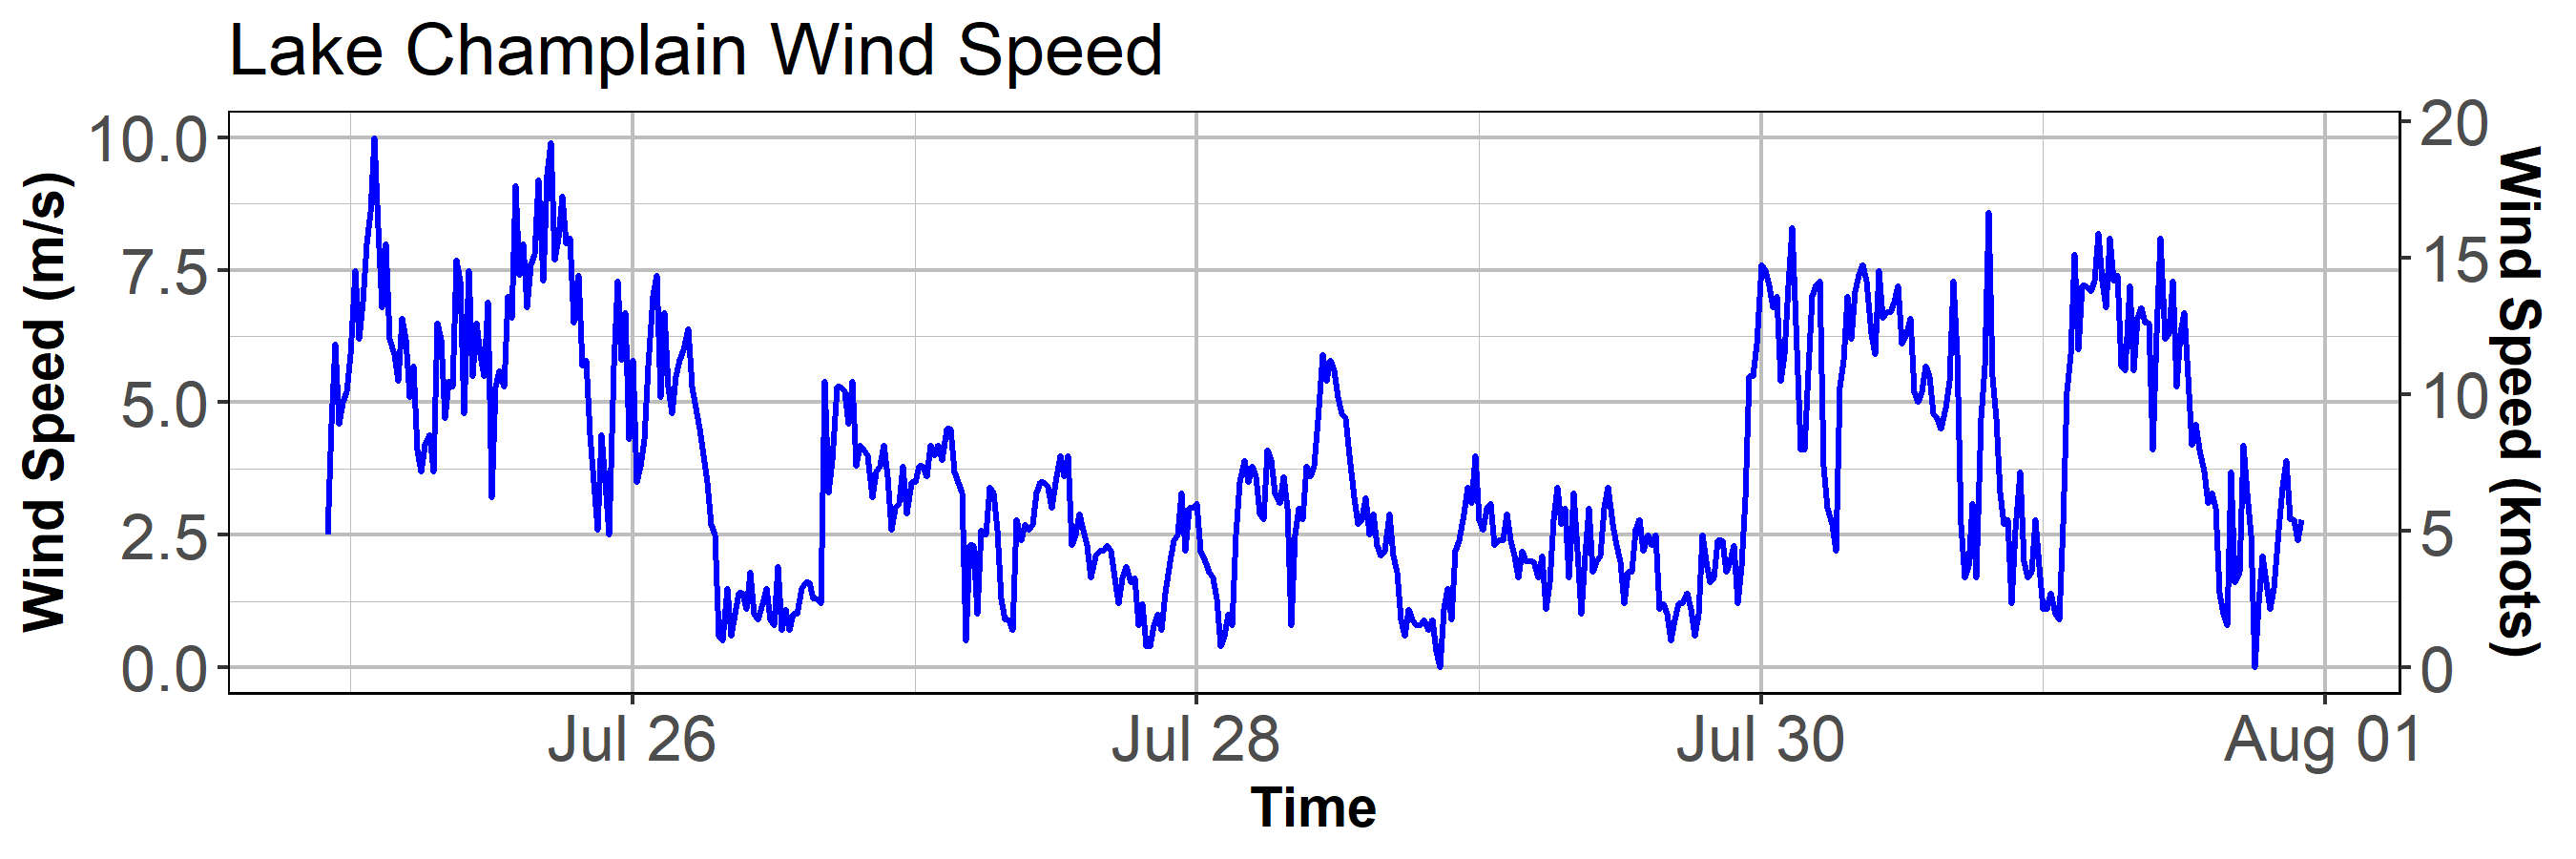 Lake Champlain Wind Speed
Wind Speed (m/s)
10.0
7.5
5.0
2.5
0.0
20
15
10
5
0
Wind Speed (knots)
Jul 26
Jul 28
Jul 30
Aug 01
Time